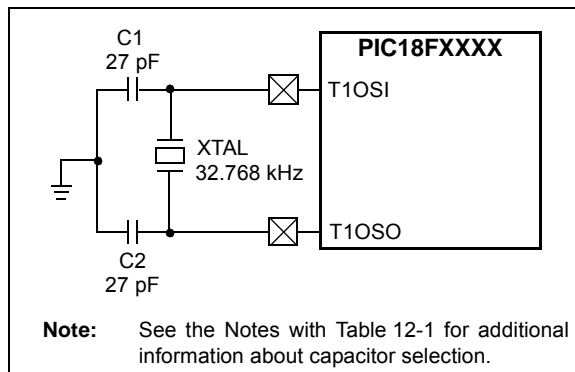 C1
27 pF
PIC18FXXXX
T1OSI
XTAL
32.768 kHz
T1OSO
C2
27 pF
Note: See the Notes with Table 12-1 for additional
information about capacitor selection.